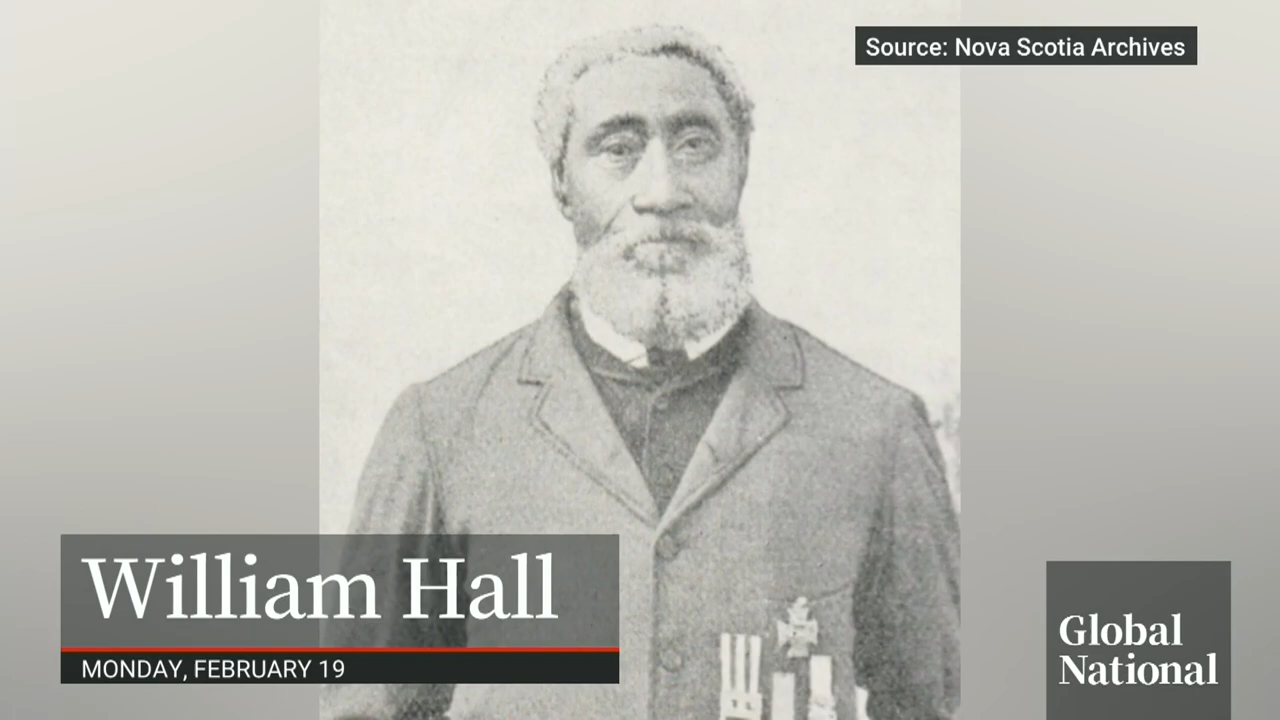 Source: Nova Scotia Archives
William Hall
MONDAY, FEBRUARY 19
Global
National